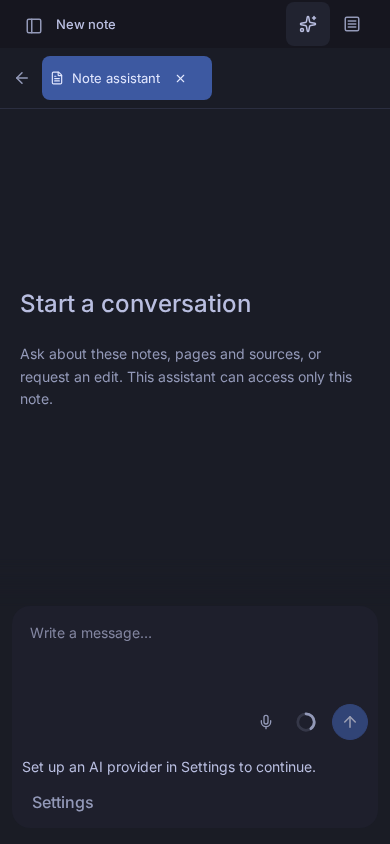 New note
Note assistant
Start a conversation
Ask about these notes, pages and sources, or
request an edit. This assistant can access only this
note.
Write a message...
Set up an AI provider in Settings to continue.
Settings